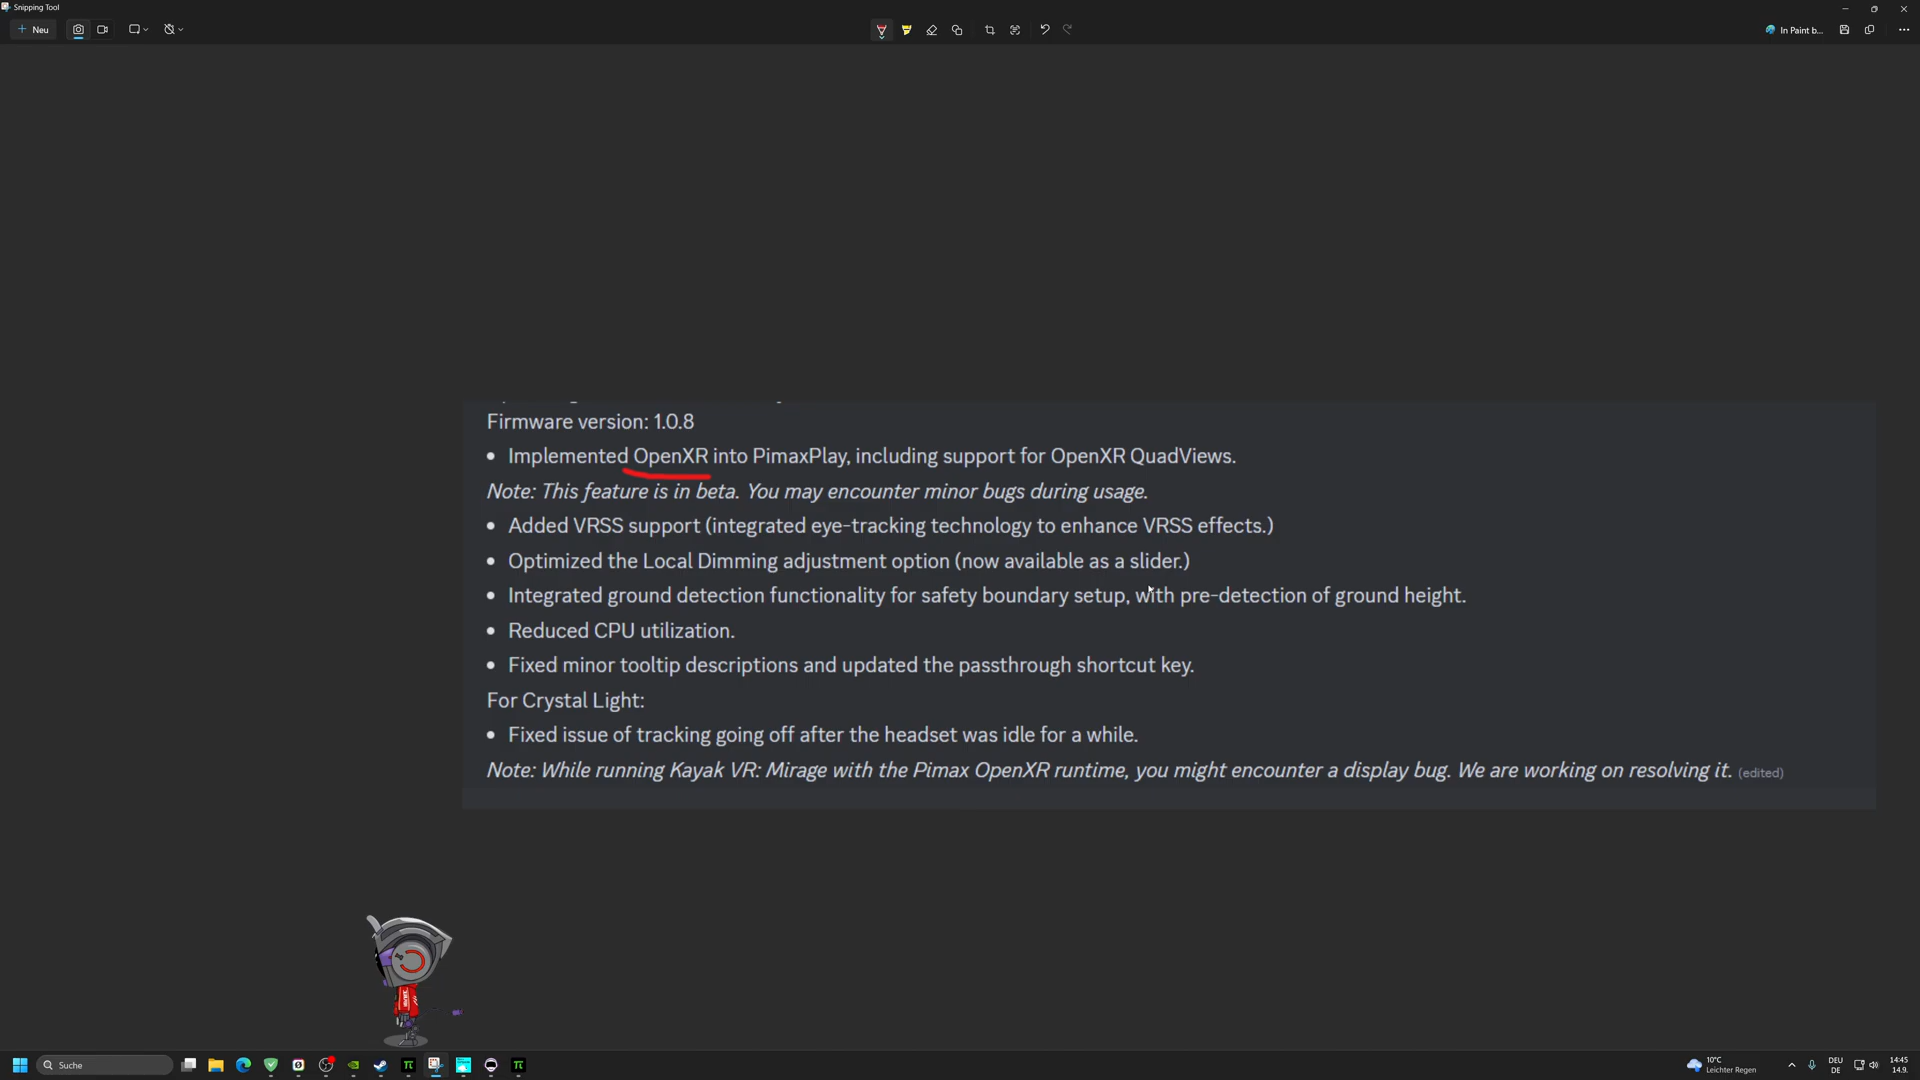 Snipping Tool
Neu
In Paint b...
Firmware version: 1.0.8
• Implemented OpenXR into PimaxPlay, including support for OpenXR QuadViews.
Note: This feature is in beta. You may encounter minor bugs during usage.
• Added VRSS support (integrated eye-tracking technology to enhance VRSS effects.)
• Optimized the Local Dimming adjustment option (now available as a slider.)
• Integrated ground detection functionality for safety boundary setup, with pre-detection of ground height.
• Reduced CPU utilization.
• Fixed minor tooltip descriptions and updated the passthrough shortcut key.
For Crystal Light:
• Fixed issue of tracking going off after the headset was idle for a while.
Note: While running Kayak VR: Mirage with the Pimax OpenXR runtime, you might encounter a display bug. We are working on resolving it. (edited)
Suche
10°C
Leichter Regen
DEU
DE
14:45
14.9.